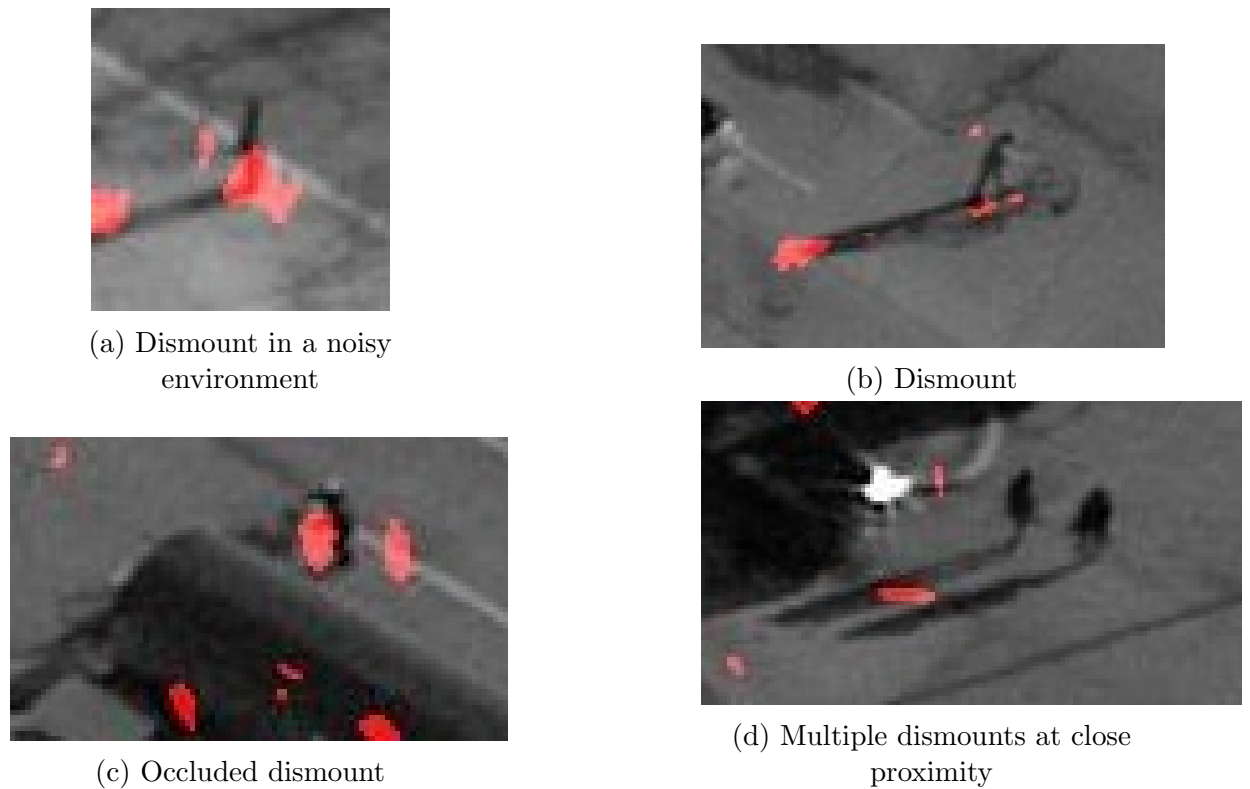 (a) Dismount in a noisy
environment
(b) Dismount
(c) Occluded dismount
(d) Multiple dismounts at close
proximity